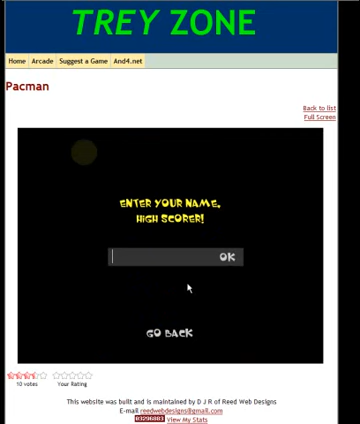 TREY ZONE
Home Arcade Suggest a Game And4.net
Pacman
Back to list
Full Screen
ENTER YOUR NAME,
HIGH SCORER!
OK
GO BACK
10 votes Your Rating
This website was built and is maintained by D J R of Reed Web Designs
E-mail reedwebdesigns@gmail.com
View My Stats